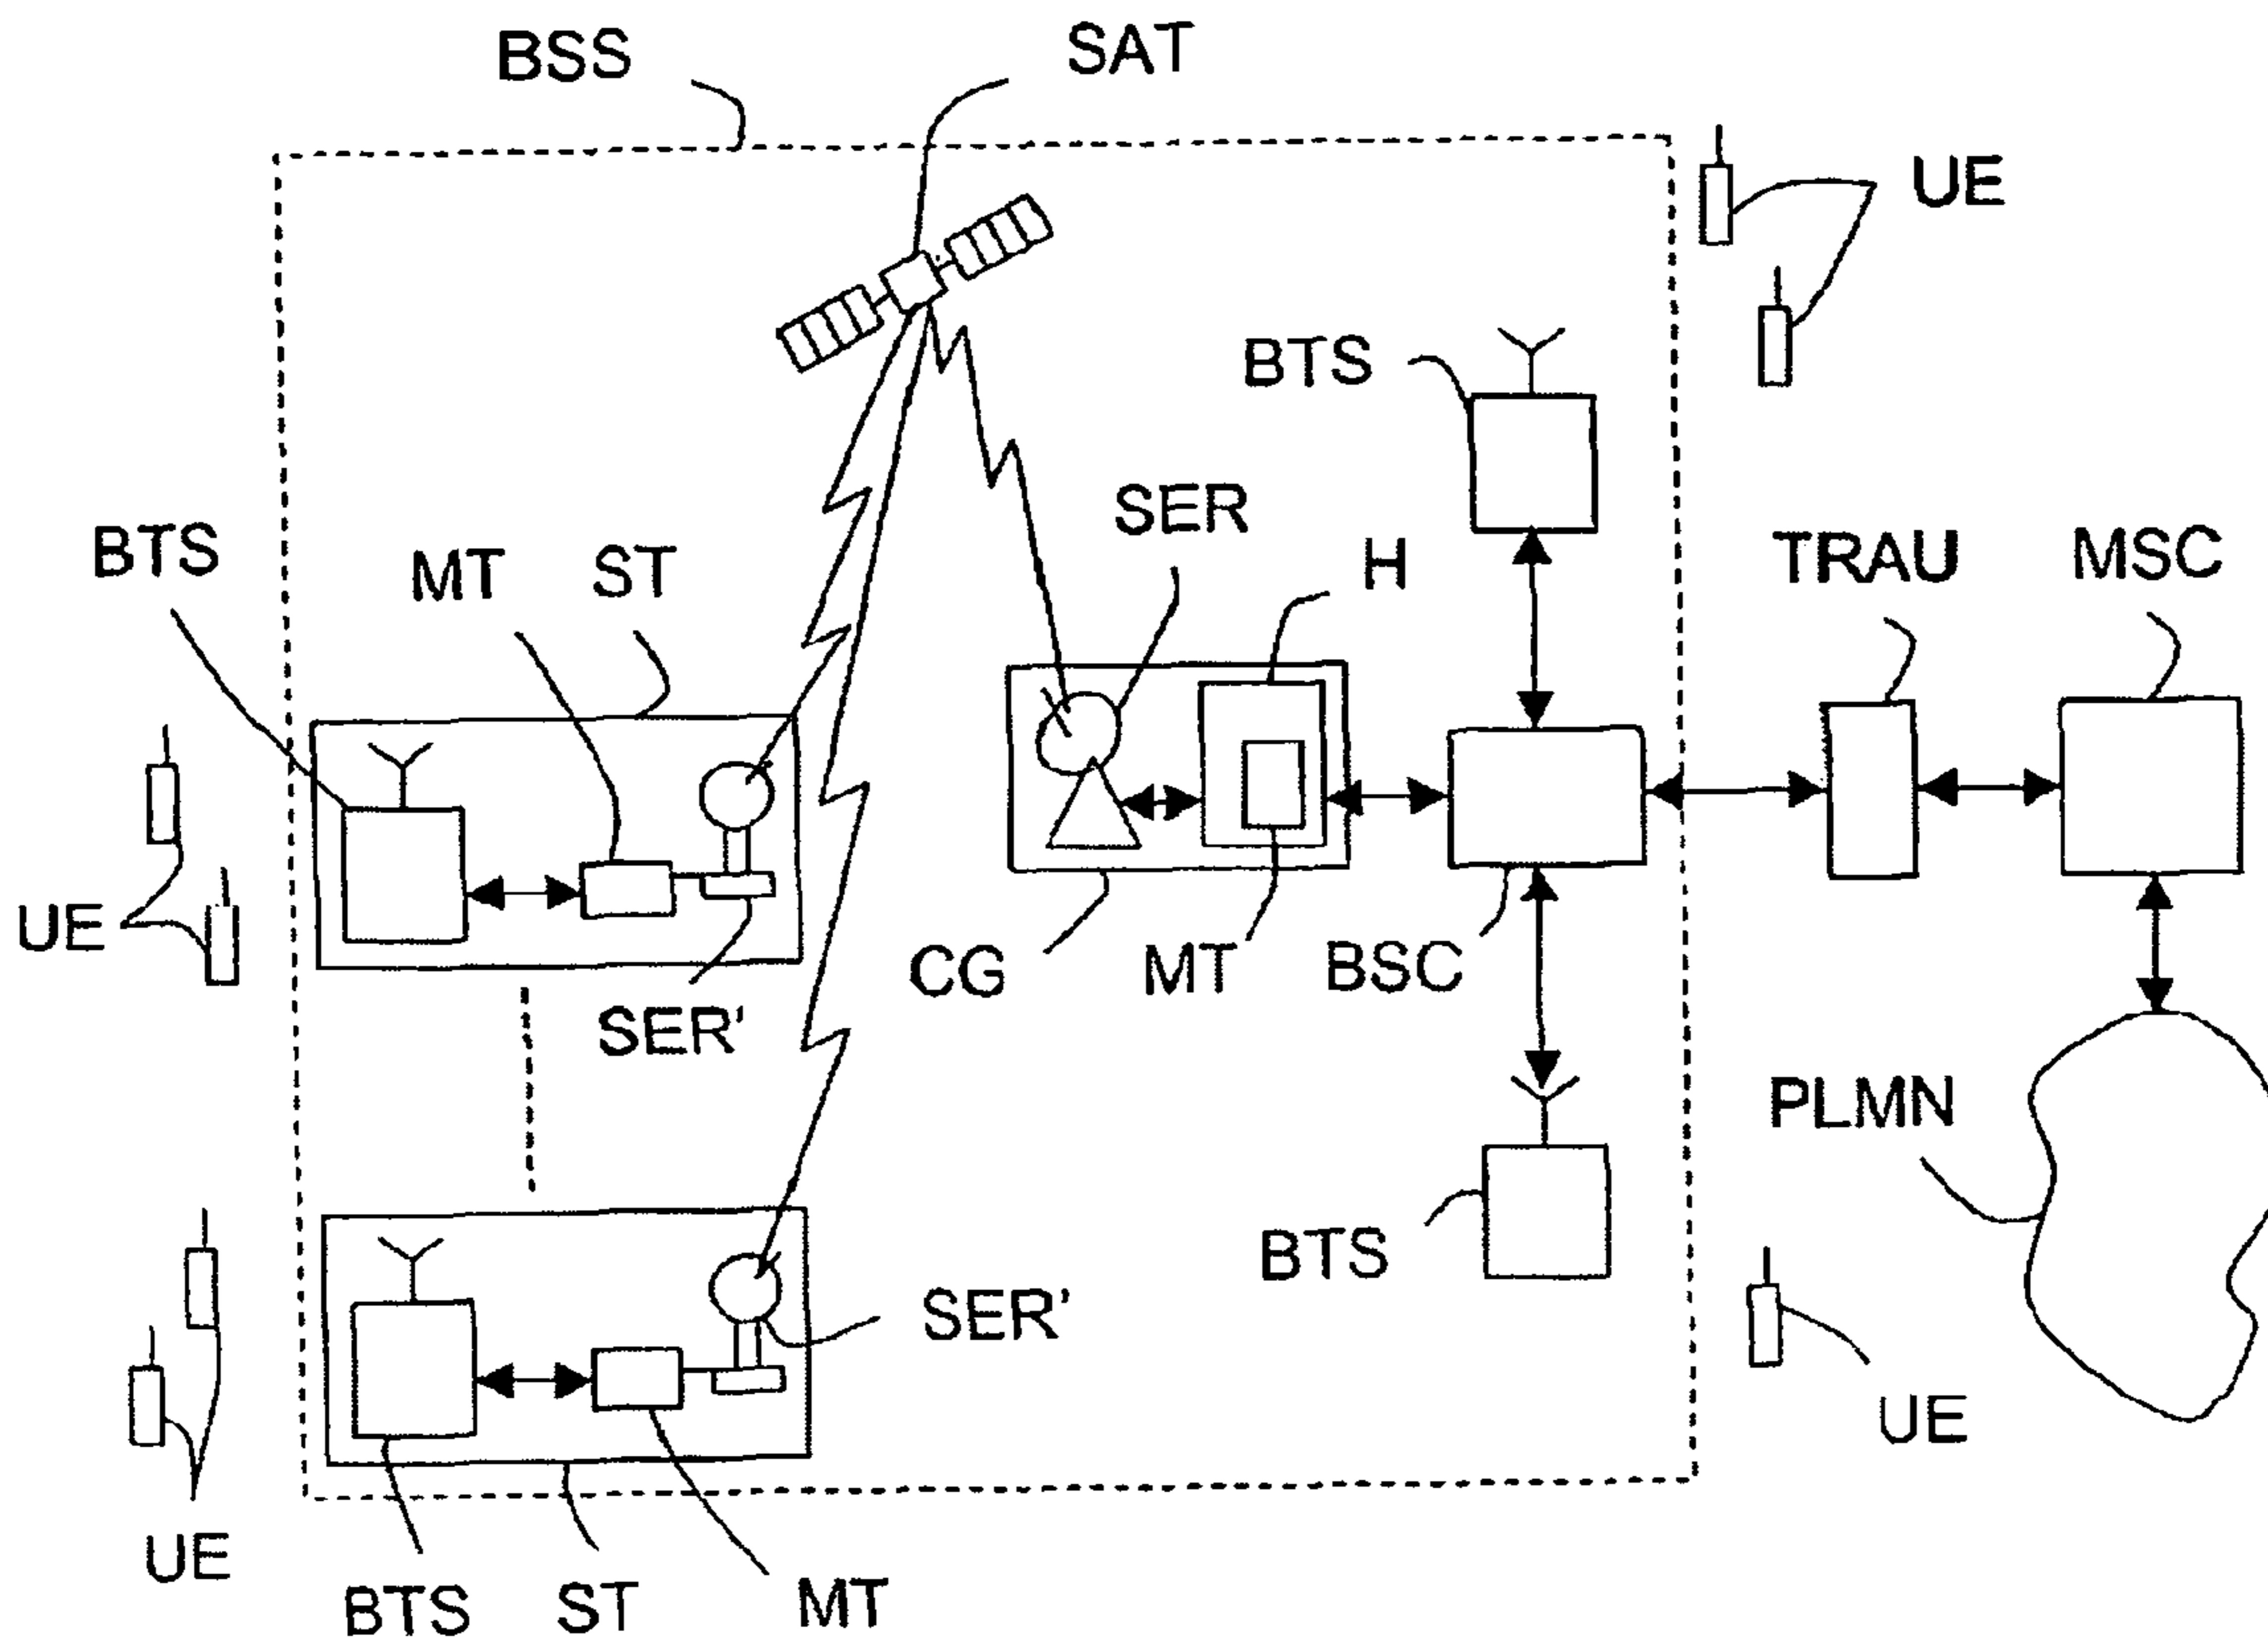 BSS
SAT
UE
BTS
SER
H
BTS
MT
ST
TRAU
MSC
UE
CG
MT
BSC
SER'
PLMN
BTS
SER'
UE
UE
BTS
ST
MT